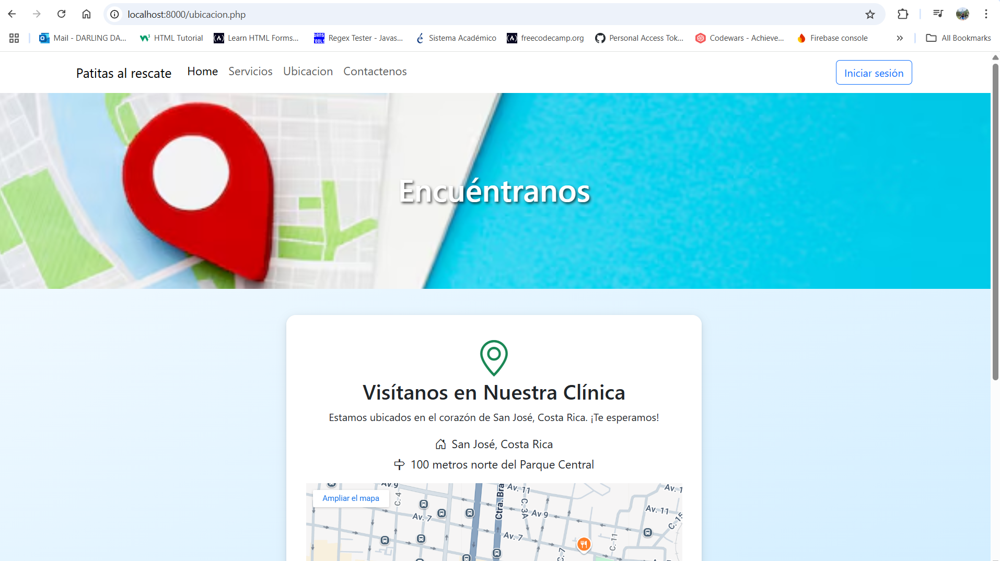 localhost:8000/ubicacion.php
Mail - DARLING DA... HTML Tutorial Learn HTML Forms... Regex Tester - Javas... Sistema Académico freecodecamp.org Personal Access Tok... Codewars - Achieve... Firebase console All Bookmarks
Patitas al rescate Home Servicios Ubicacion Contactenos Iniciar sesión
Encuéntranos
Visítanos en Nuestra Clínica
Estamos ubicados en el corazón de San José, Costa Rica. ¡Te esperamos!
San José, Costa Rica
100 metros norte del Parque Central
Ampliar el mapa
Av 9
C. 4
Av. 7
Ctra. Bra
Av. 11
C. 3A
Av 9
Av. 7
C. 7
C. 11
Av. 1
Av. 11
C. 15